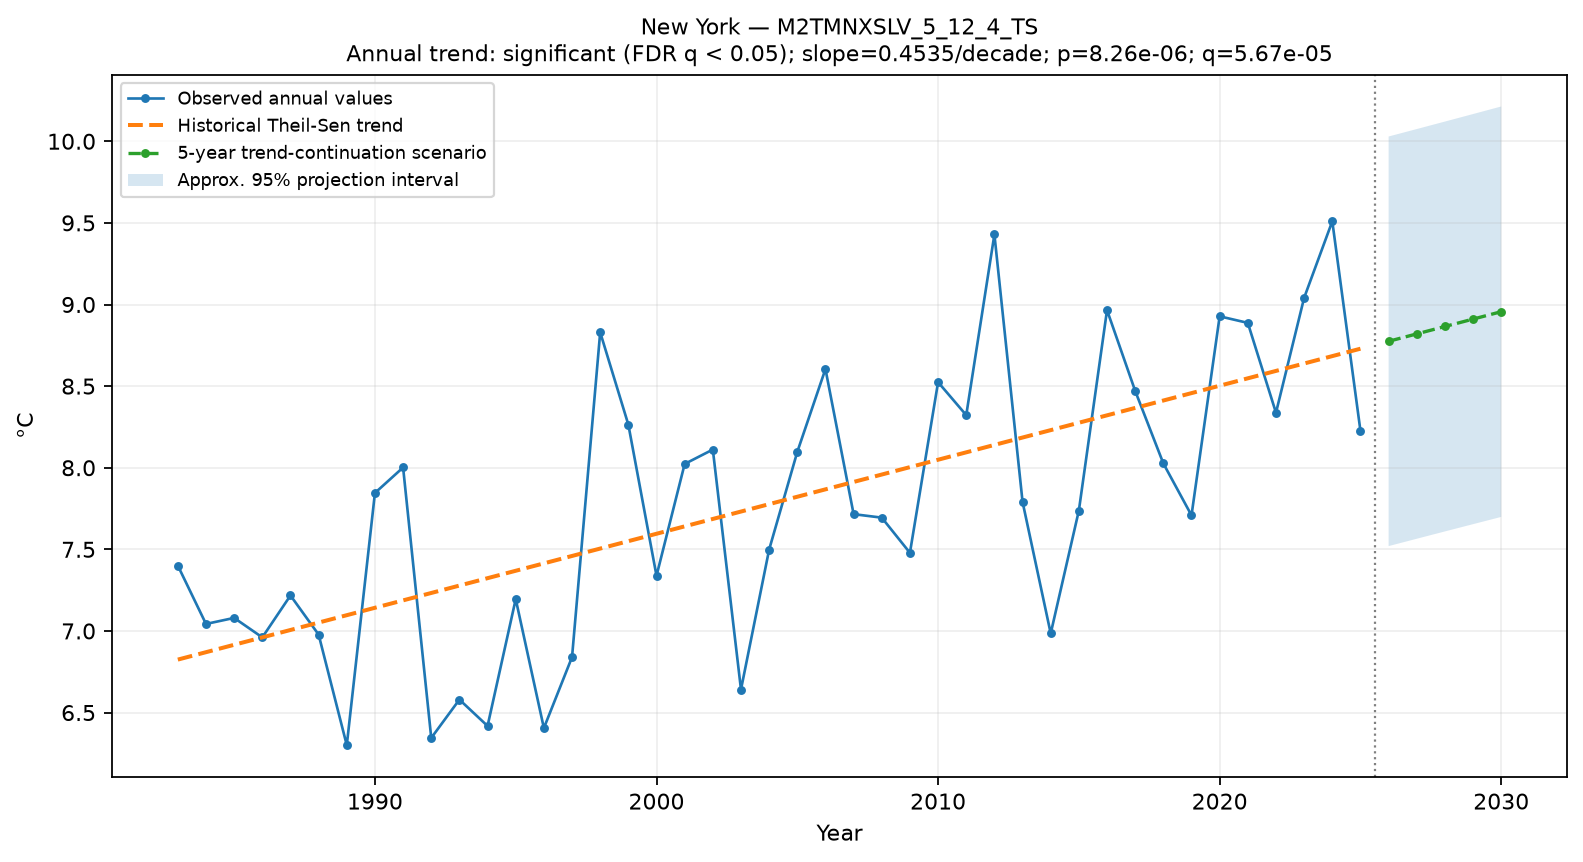 New York — M2TMNXSLV_5_12_4_TS
Annual trend: significant (FDR q < 0.05); slope=0.4535/decade; p=8.26e-06; q=5.67e-05
Observed annual values
Historical Theil-Sen trend
5-year trend-continuation scenario
Approx. 95% projection interval
10.0
9.5
9.0
8.5
8.0
7.5
7.0
6.5
°C
1990
2000
2010
2020
2030
Year